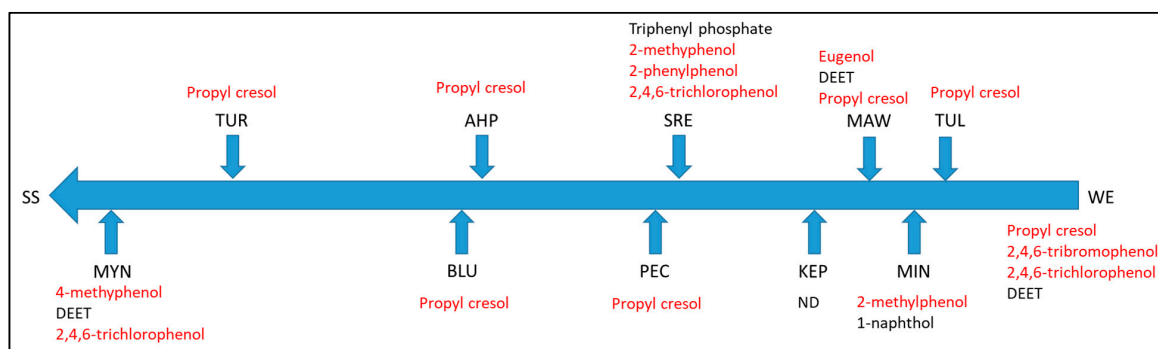 Triphenyl phosphate
2-methyphenol
2-phenylphenol
2,4,6-trichlorophenol
Eugenol
DEET
Propyl cresol
Propyl cresol
Propyl cresol
Propyl cresol
TUR
AHP
SRE
MAW
TUL
SS
WE
MYN
4-methyphenol
DEET
2,4,6-trichlorophenol
BLU
Propyl cresol
PEC
Propyl cresol
KEP
ND
MIN
2-methylphenol
1-naphthol
Propyl cresol
2,4,6-tribromophenol
2,4,6-trichlorophenol
DEET